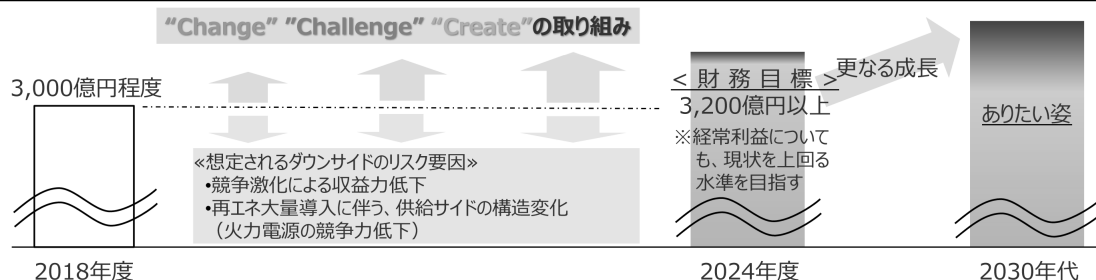 “Change” ”Challenge” “Create”の取り組み
3,000億円程度
<財務目標>
3,200億円以上
※経常利益について
も、現状を上回る
水準を目指す
更なる成長
ありたい姿
≪想定されるダウンサイドのリスク要因≫
•競争激化による収益力低下
•再エネ大量導入に伴う、供給サイドの構造変化
（火力電源の競争力低下）
2018年度
2024年度
2030年代